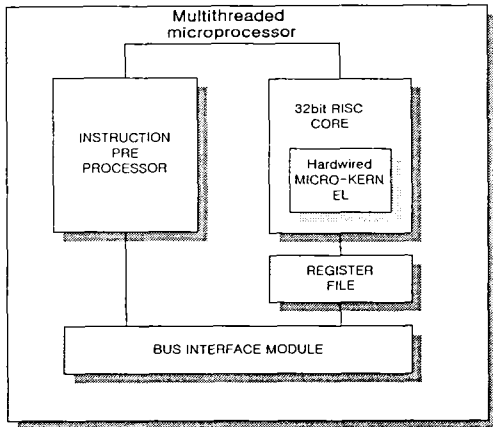 Multithreaded
microprocessor
INSTRUCTION
PRE
PROCESSOR
32bit RISC
CORE
Hardwired
MICRO-KERN
EL
REGISTER
FILE
BUS INTERFACE MODULE